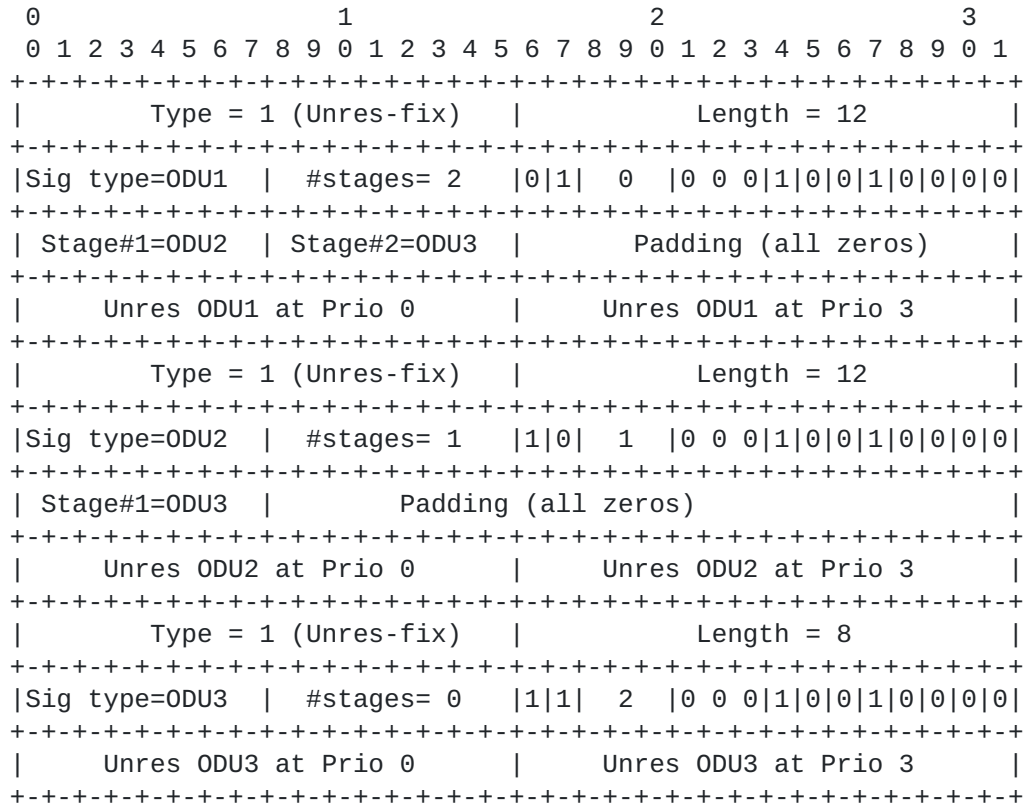 0                   1                   2                   3
 0 1 2 3 4 5 6 7 8 9 0 1 2 3 4 5 6 7 8 9 0 1 2 3 4 5 6 7 8 9 0 1
+-+-+-+-+-+-+-+-+-+-+-+-+-+-+-+-+-+-+-+-+-+-+-+-+-+-+-+-+-+-+-+-+
|        Type = 1 (Unres-fix)   |           Length = 12         |
+-+-+-+-+-+-+-+-+-+-+-+-+-+-+-+-+-+-+-+-+-+-+-+-+-+-+-+-+-+-+-+-+
|Sig type=ODU1  |  #stages= 2   |0|1|  0  |0 0 0|1|0|0|1|0|0|0|0|
+-+-+-+-+-+-+-+-+-+-+-+-+-+-+-+-+-+-+-+-+-+-+-+-+-+-+-+-+-+-+-+-+
| Stage#1=ODU2  | Stage#2=ODU3  |       Padding (all zeros)     |
+-+-+-+-+-+-+-+-+-+-+-+-+-+-+-+-+-+-+-+-+-+-+-+-+-+-+-+-+-+-+-+-+
|     Unres ODU1 at Prio 0      |     Unres ODU1 at Prio 3      |
+-+-+-+-+-+-+-+-+-+-+-+-+-+-+-+-+-+-+-+-+-+-+-+-+-+-+-+-+-+-+-+-+
|        Type = 1 (Unres-fix)   |           Length = 12         |
+-+-+-+-+-+-+-+-+-+-+-+-+-+-+-+-+-+-+-+-+-+-+-+-+-+-+-+-+-+-+-+-+
|Sig type=ODU2  |  #stages= 1   |1|0|  1  |0 0 0|1|0|0|1|0|0|0|0|
+-+-+-+-+-+-+-+-+-+-+-+-+-+-+-+-+-+-+-+-+-+-+-+-+-+-+-+-+-+-+-+-+
| Stage#1=ODU3  |        Padding (all zeros)                    |
+-+-+-+-+-+-+-+-+-+-+-+-+-+-+-+-+-+-+-+-+-+-+-+-+-+-+-+-+-+-+-+-+
|     Unres ODU2 at Prio 0      |     Unres ODU2 at Prio 3      |
+-+-+-+-+-+-+-+-+-+-+-+-+-+-+-+-+-+-+-+-+-+-+-+-+-+-+-+-+-+-+-+-+
|        Type = 1 (Unres-fix)   |           Length = 8          |
+-+-+-+-+-+-+-+-+-+-+-+-+-+-+-+-+-+-+-+-+-+-+-+-+-+-+-+-+-+-+-+-+
|Sig type=ODU3  |  #stages= 0   |1|1|  2  |0 0 0|1|0|0|1|0|0|0|0|
+-+-+-+-+-+-+-+-+-+-+-+-+-+-+-+-+-+-+-+-+-+-+-+-+-+-+-+-+-+-+-+-+
|     Unres ODU3 at Prio 0      |     Unres ODU3 at Prio 3      |
+-+-+-+-+-+-+-+-+-+-+-+-+-+-+-+-+-+-+-+-+-+-+-+-+-+-+-+-+-+-+-+-+